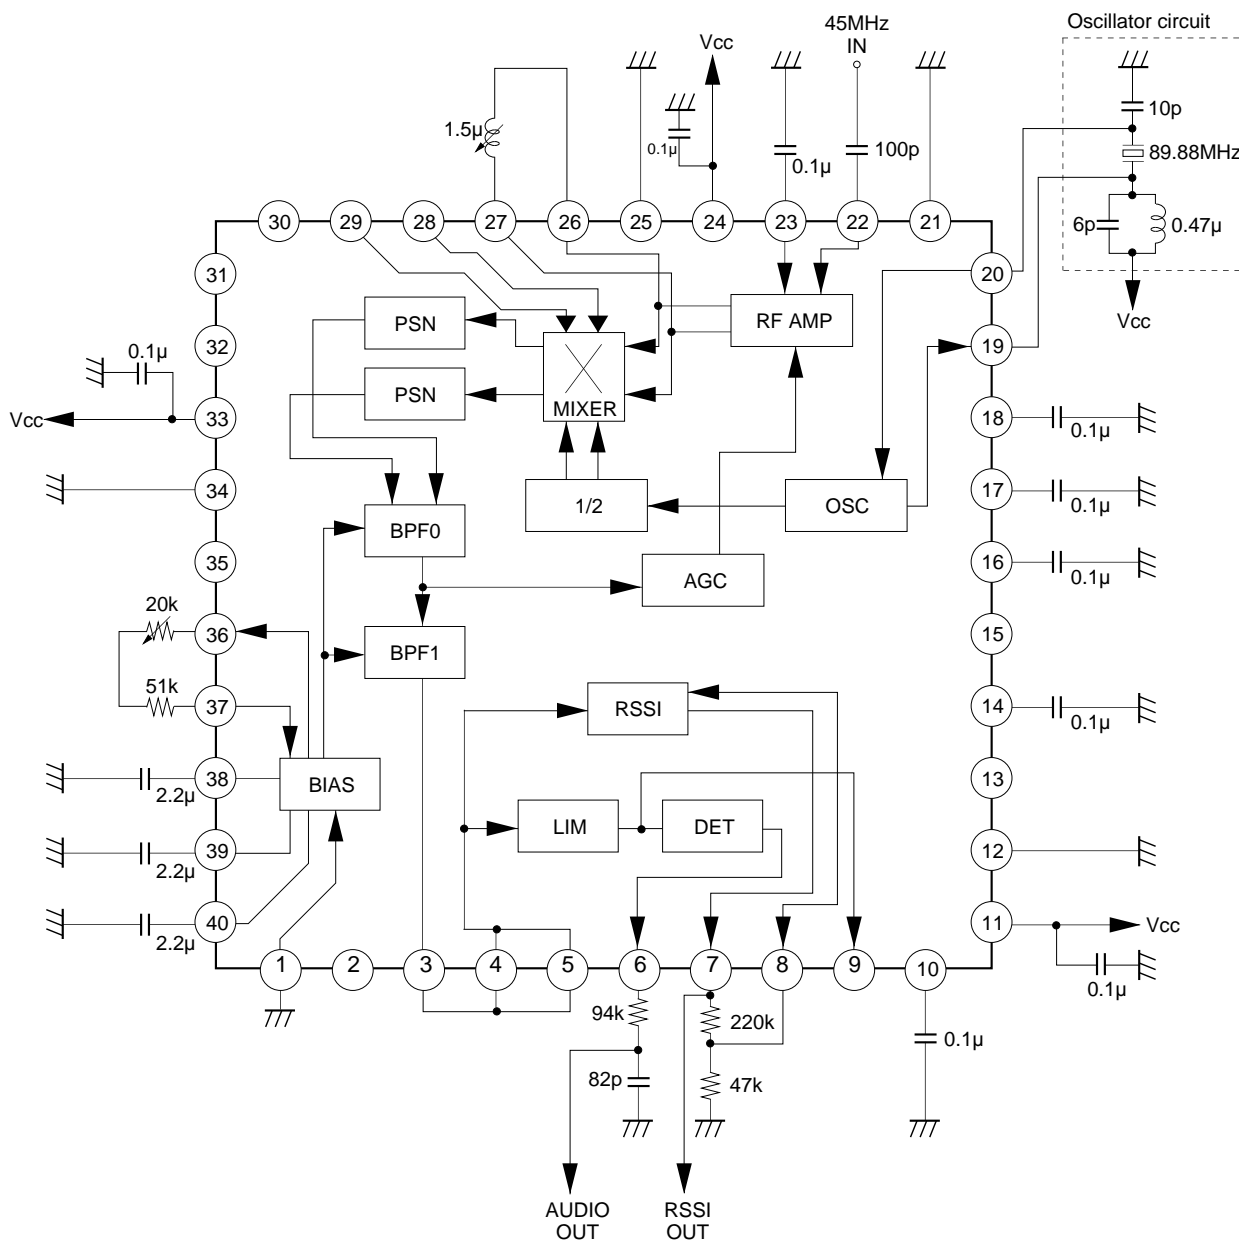 Oscillator circuit
45MHz
IN
Vcc
10p
1.5µ
0.1µ
0.1µ
100p
89.88MHz
6p
0.47µ
30
29
28
27
26
25
24
23
22
21
31
20
Vcc
PSN
RF AMP
32
19
0.1µ
PSN
MIXER
Vcc
33
18
0.1µ
34
17
0.1µ
BPF0
1/2
OSC
35
16
0.1µ
AGC
20k
36
15
BPF1
51k
37
14
0.1µ
RSSI
38
2.2µ
BIAS
13
LIM
DET
39
2.2µ
12
40
2.2µ
11
Vcc
0.1µ
1
2
3
4
5
6
7
8
9
10
94k
220k
0.1µ
82p
47k
AUDIO
OUT
RSSI
OUT